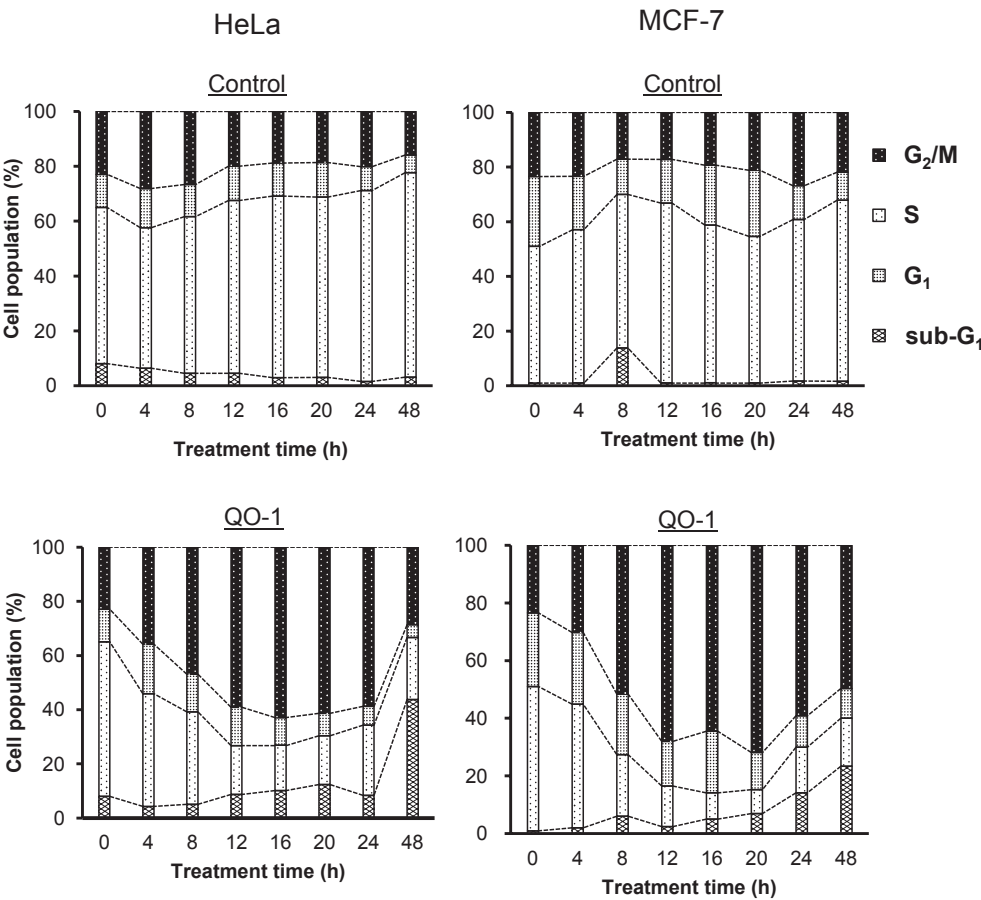 HeLa
MCF-7
Control
Control
100
80
60
40
20
0
Cell population (%)
0 4 8 12 16 20 24 48
Treatment time (h)
100
80
60
40
20
0
0 4 8 12 16 20 24 48
Treatment time (h)
G₂/M
S
G₁
sub-G₁
QO-1
QO-1
100
80
60
40
20
0
Cell population (%)
0 4 8 12 16 20 24 48
Treatment time (h)
100
80
60
40
20
0
0 4 8 12 16 20 24 48
Treatment time (h)